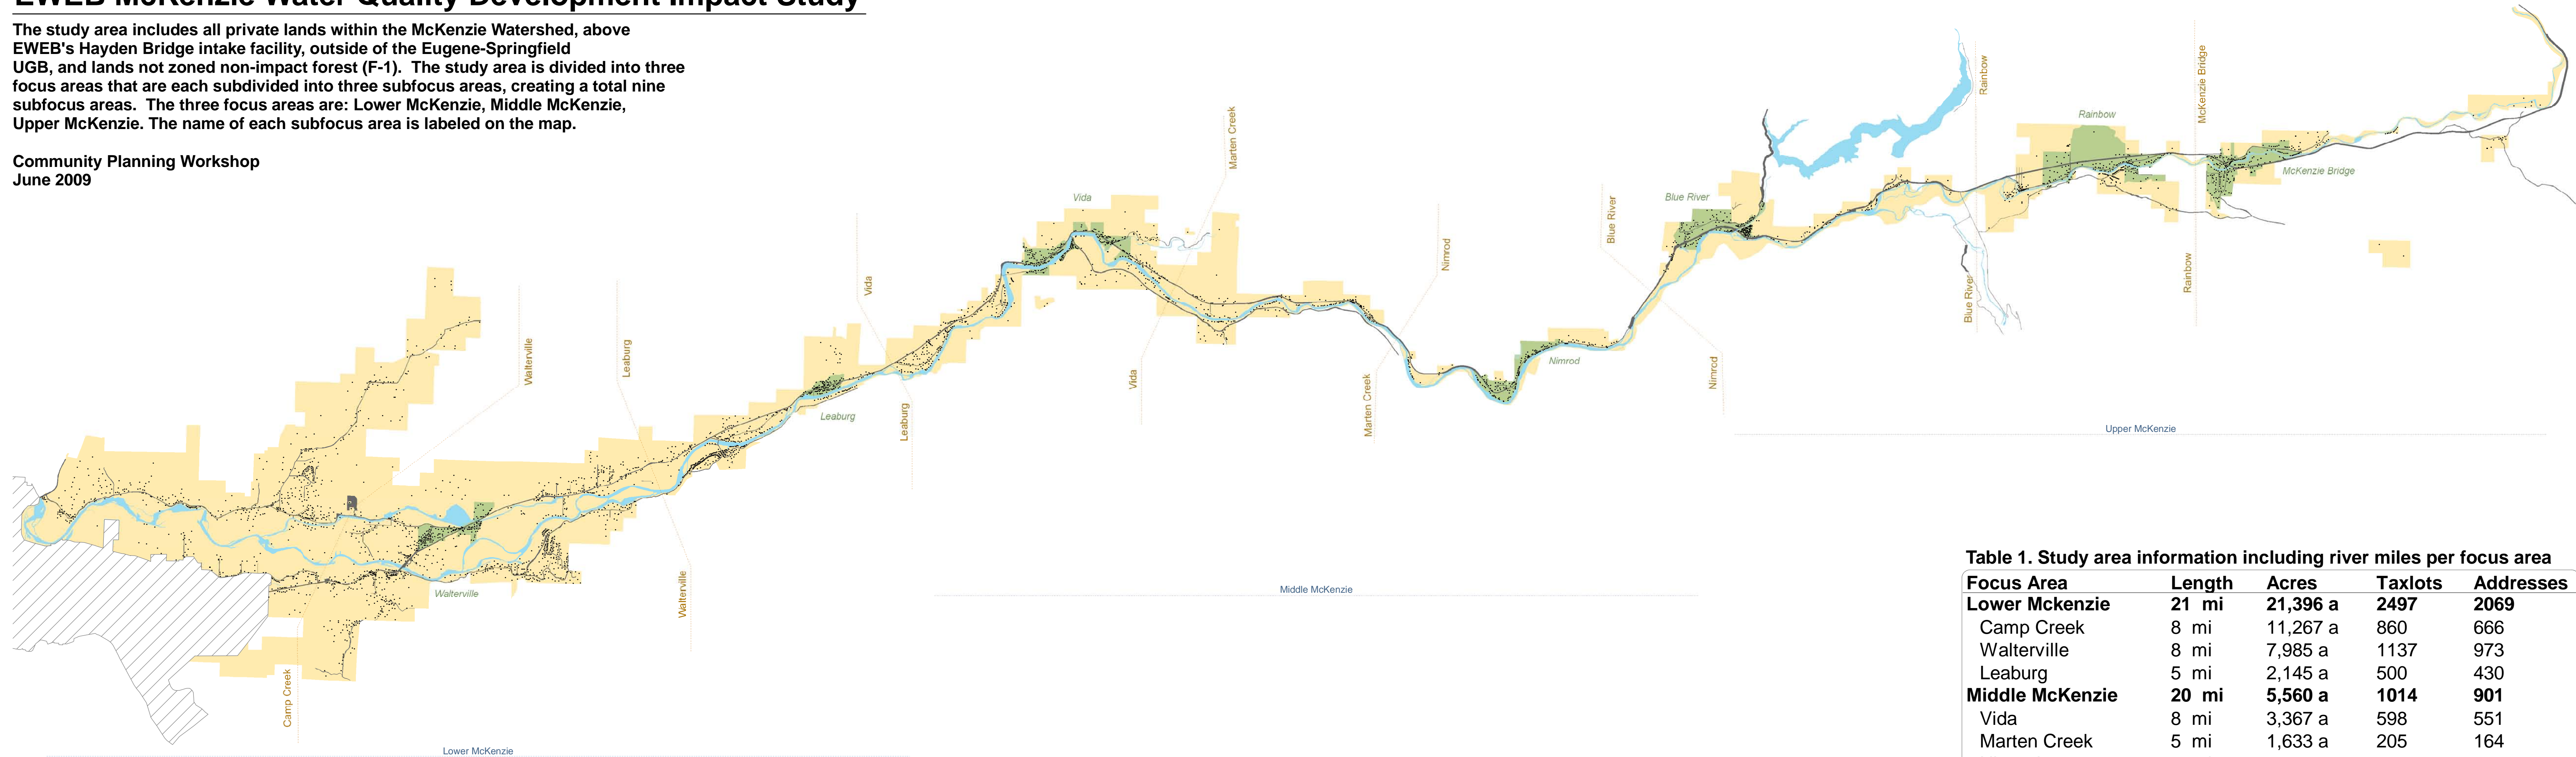 EWEB McKenzie Water Quality Development Impact Study
The study area includes all private lands within the McKenzie Watershed, above
EWEB's Hayden Bridge intake facility, outside of the Eugene-Springfield
UGB, and lands not zoned non-impact forest (F-1).  The study area is divided into three
focus areas that are each subdivided into three subfocus areas, creating a total nine
subfocus areas.  The three focus areas are: Lower McKenzie, Middle McKenzie,
Upper McKenzie. The name of each subfocus area is labeled on the map.
Community Planning Workshop
June 2009
Camp Creek
Walterville
Walterville
Walterville
Leaburg
Leaburg
Leaburg
Vida
Vida
Vida
Marten Creek
Marten Creek
Nimrod
Nimrod
Nimrod
Blue River
Blue River
Blue River
Rainbow
Rainbow
Rainbow
McKenzie Bridge
McKenzie Bridge
Upper McKenzie
Middle McKenzie
Lower McKenzie
Table 1. Study area information including river miles per focus area
Focus Area Length Acres Taxlots Addresses
Lower Mckenzie 21 mi 21,396 a 2497 2069
Camp Creek 8 mi 11,267 a 860 666
Walterville 8 mi 7,985 a 1137 973
Leaburg 5 mi 2,145 a 500 430
Middle McKenzie 20 mi 5,560 a 1014 901
Vida 8 mi 3,367 a 598 551
Marten Creek 5 mi 1,633 a 205 164